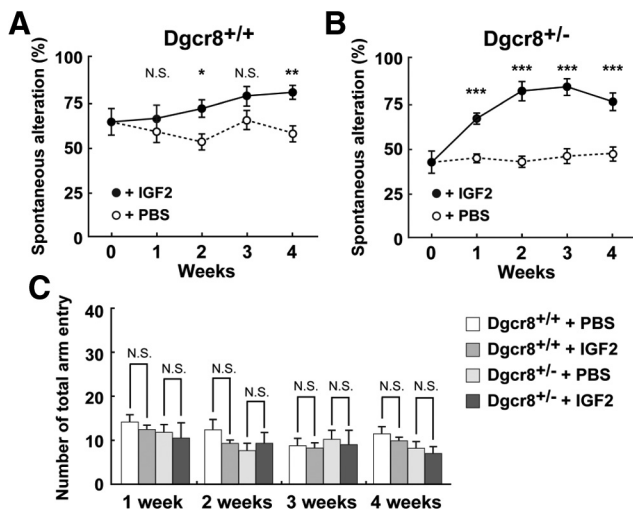 A
Dgcr8+/+
Spontaneous alteration (%)
100
75
50
25
0
N.S.
*
N.S.
**
+ IGF2
+ PBS
0 1 2 3 4
Weeks
B
Dgcr8+/-
Spontaneous alteration (%)
100
75
50
25
0
***
***
***
***
+ IGF2
+ PBS
0 1 2 3 4
Weeks
C
Number of total arm entry
40
30
20
10
0
N.S. N.S. N.S. N.S. N.S. N.S. N.S. N.S.
1 week 2 weeks 3 weeks 4 weeks
Dgcr8+/+ + PBS
Dgcr8+/+ + IGF2
Dgcr8+/- + PBS
Dgcr8+/- + IGF2